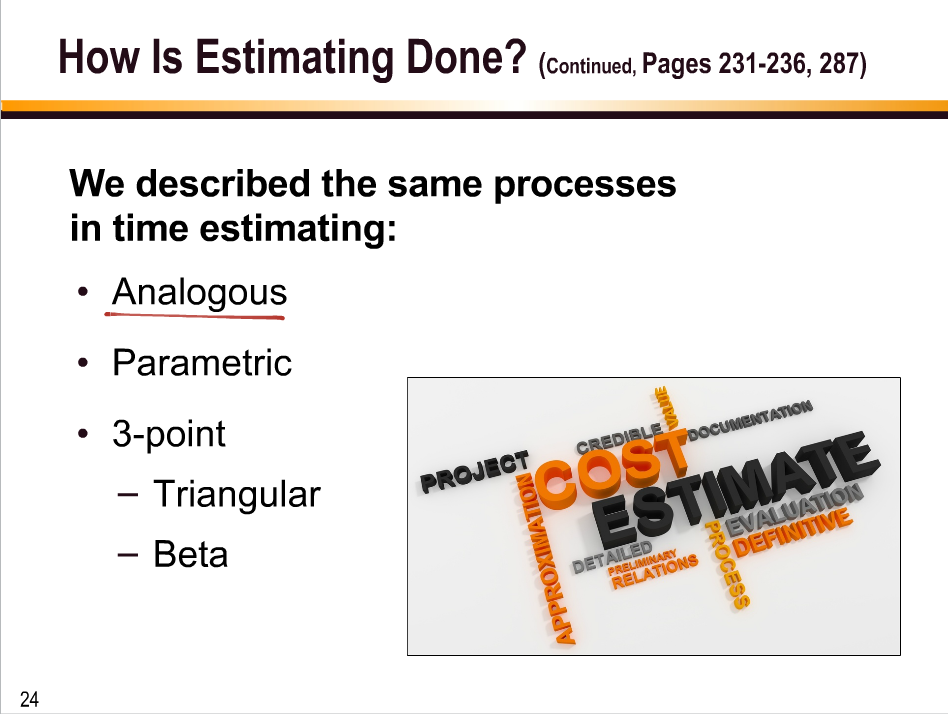 How Is Estimating Done? (Continued, Pages 231-236, 287)
We described the same processes
in time estimating:
• Analogous
• Parametric
• 3-point
– Triangular
– Beta
VALUE
DOCUMENTATION
CREDIBLE
PROJECT
COST
ESTIMATE
APPROXIMATION
EVALUATION
DEFINITIVE
DETAILED
PRELIMINARY
RELATIONS
PROCESS
24